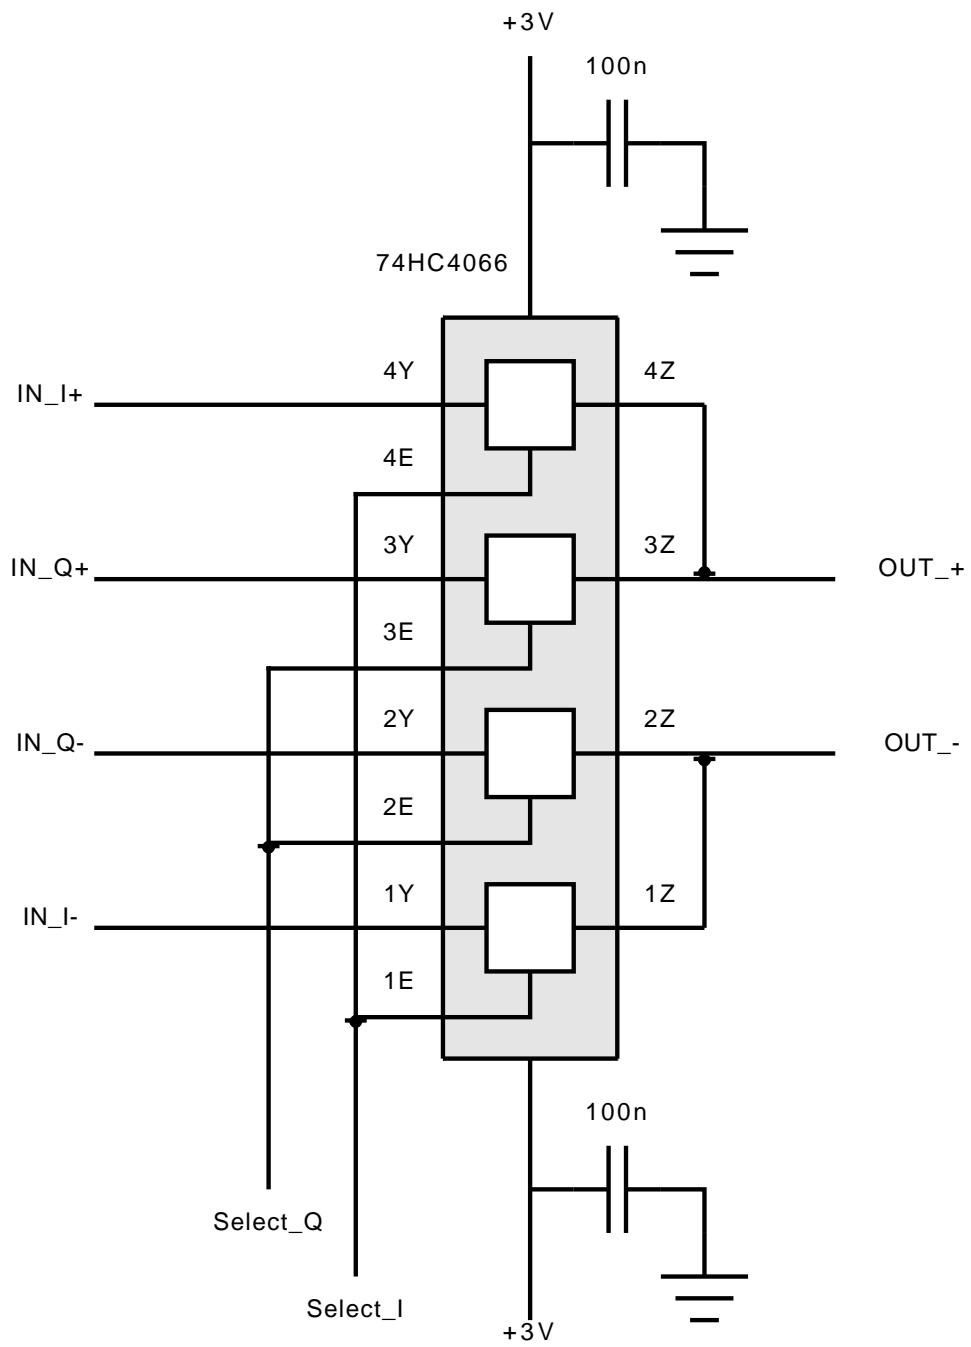 +3V
100n
74HC4066
4Y 4Z
IN_I+
4E
3Y 3Z
IN_Q+ OUT_+
3E
2Y 2Z
IN_Q- OUT_-
2E
1Y 1Z
IN_I-
1E
100n
Select_Q
Select_I
+3V